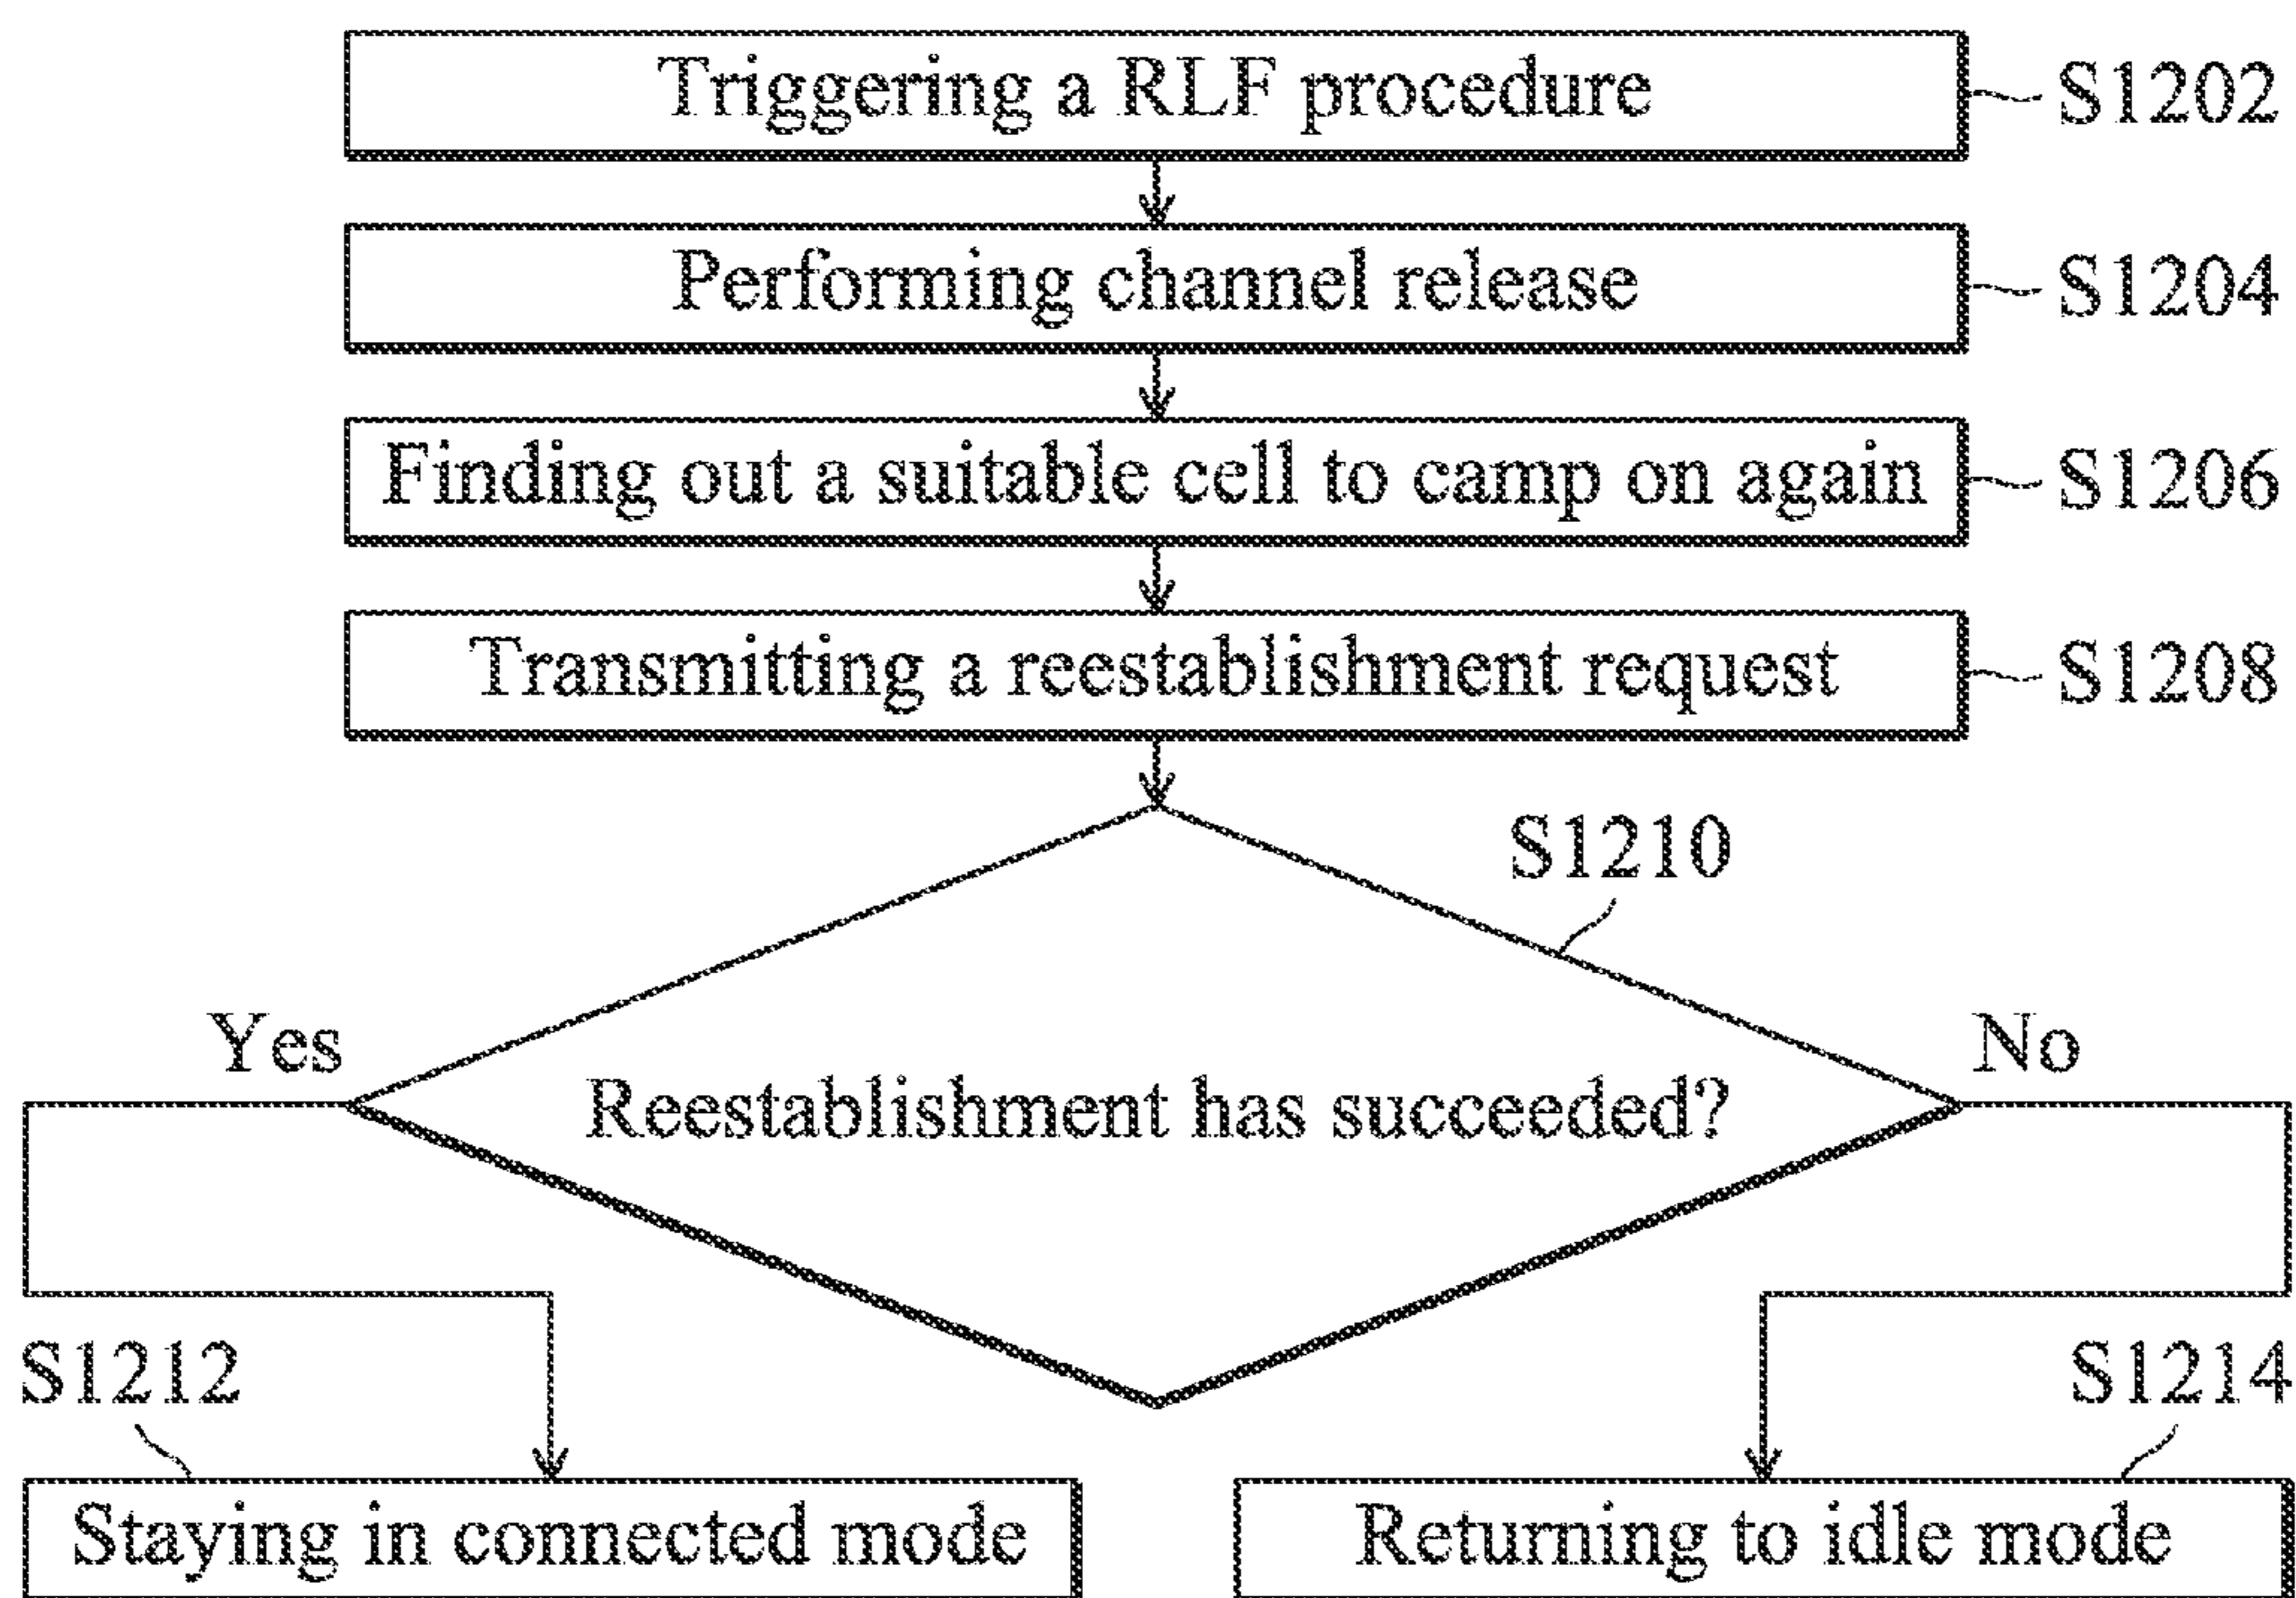 Triggering a RLF procedure
S1202
Performing channel release
S1204
Finding out a suitable cell to camp on again
S1206
Transmitting a reestablishment request
S1208
S1210
Yes
No
Reestablishment has succeeded?
S1212
S1214
Staying in connected mode
Returning to idle mode